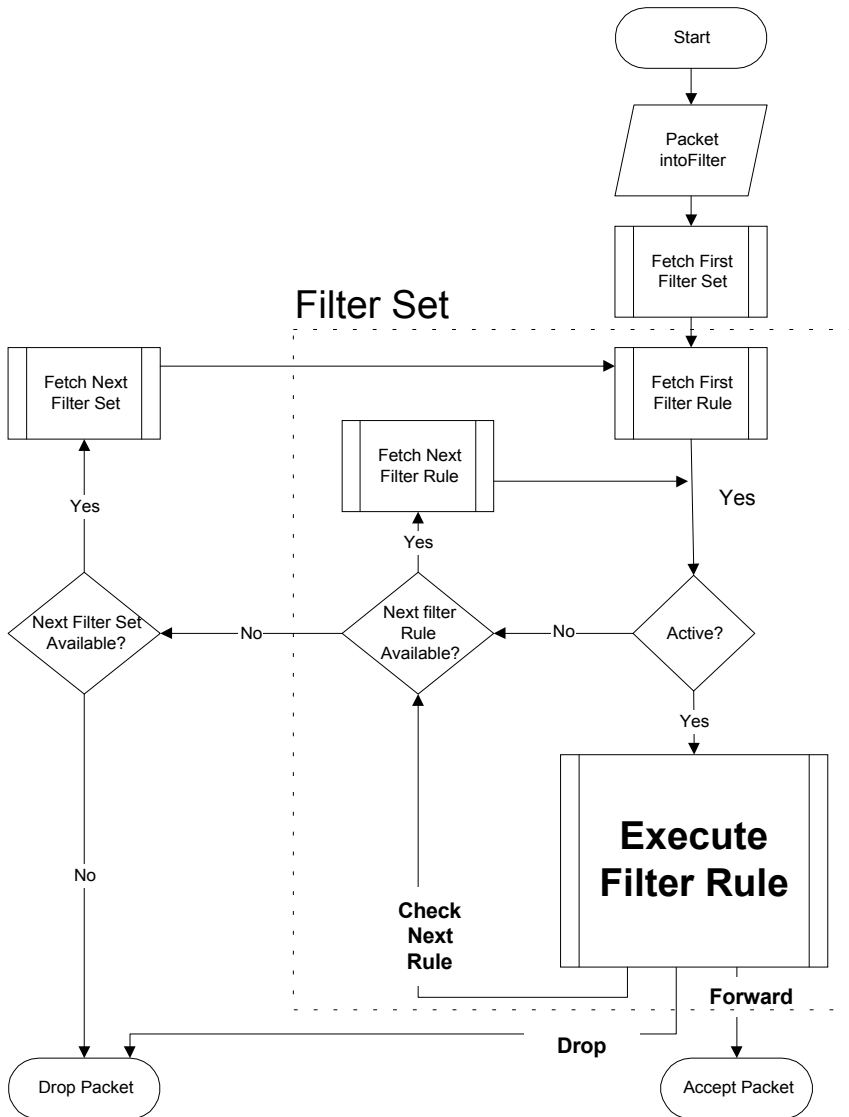 Start
Packet
intoFilter
Fetch First
Filter Set
Filter Set
Fetch Next
Filter Set
Fetch First
Filter Rule
Fetch Next
Filter Rule
Yes
Yes
Yes
Next Filter Set
Available?
No
Next filter
Rule
Available?
No
Active?
Yes
Execute
Filter Rule
No
Check
Next
Rule
Forward
Drop
Drop Packet
Accept Packet